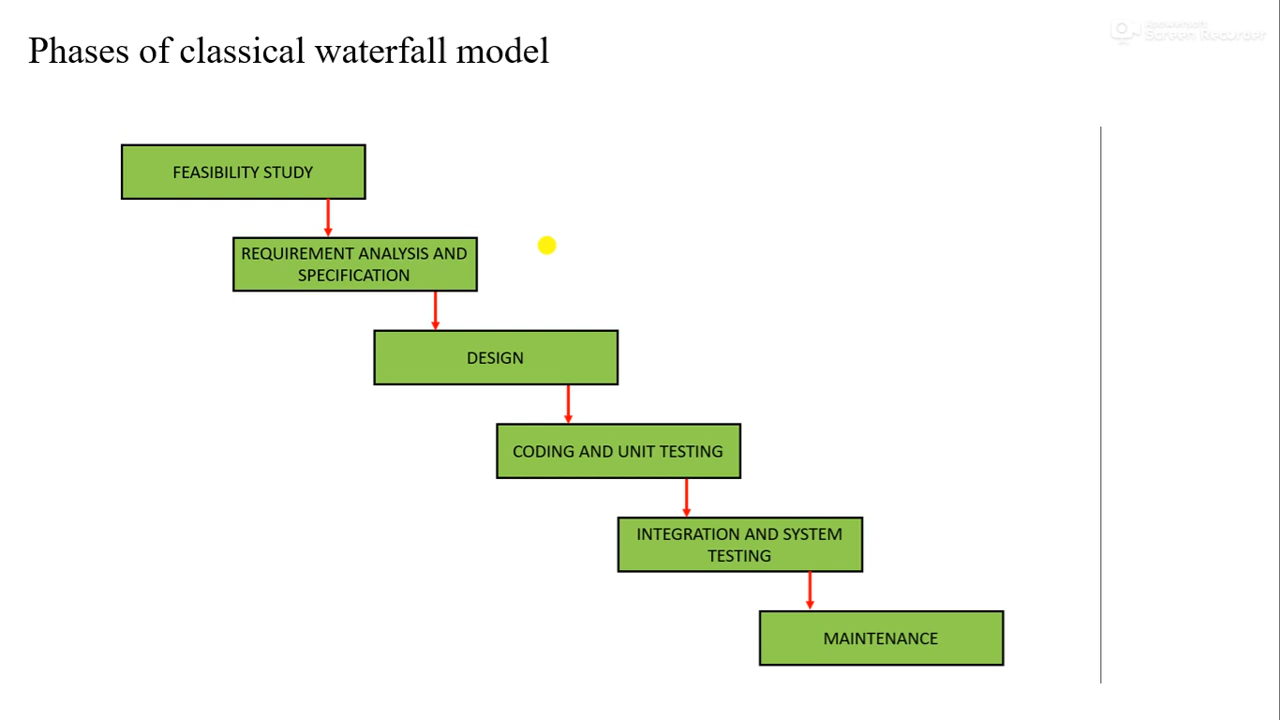 Phases of classical waterfall model
Screen Recorder
FEASIBILITY STUDY
REQUIREMENT ANALYSIS AND
SPECIFICATION
DESIGN
CODING AND UNIT TESTING
INTEGRATION AND SYSTEM
TESTING
MAINTENANCE